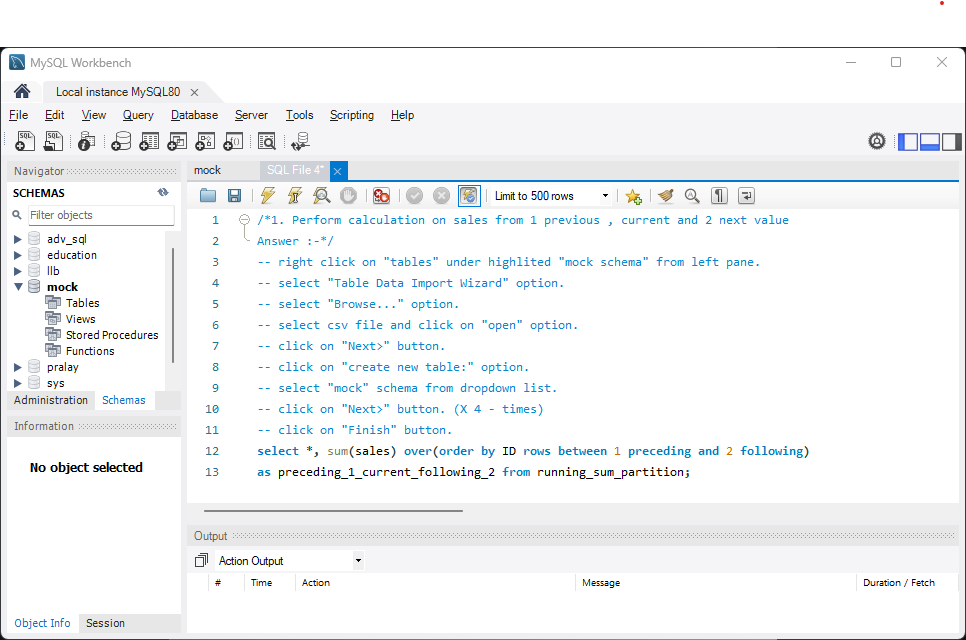 MySQL Workbench
Local instance MySQL80
File Edit View Query Database Server Tools Scripting Help
Navigator
SCHEMAS
Filter objects
adv_sql
education
llb
mock
Tables
Views
Stored Procedures
Functions
pralay
sys
Administration Schemas
Information
No object selected
Object Info Session
mock SQL File 4*
Limit to 500 rows
1 /*1. Perform calculation on sales from 1 previous , current and 2 next value
2 Answer :-*/
3 -- right click on "tables" under highlited "mock schema" from left pane.
4 -- select "Table Data Import Wizard" option.
5 -- select "Browse..." option.
6 -- select csv file and click on "open" option.
7 -- click on "Next>" button.
8 -- click on "create new table:" option.
9 -- select "mock" schema from dropdown list.
10 -- click on "Next>" button. (X 4 - times)
11 -- click on "Finish" button.
12 select *, sum(sales) over(order by ID rows between 1 preceding and 2 following)
13 as preceding_1_current_following_2 from running_sum_partition;
Output
Action Output
# Time Action Message Duration / Fetch